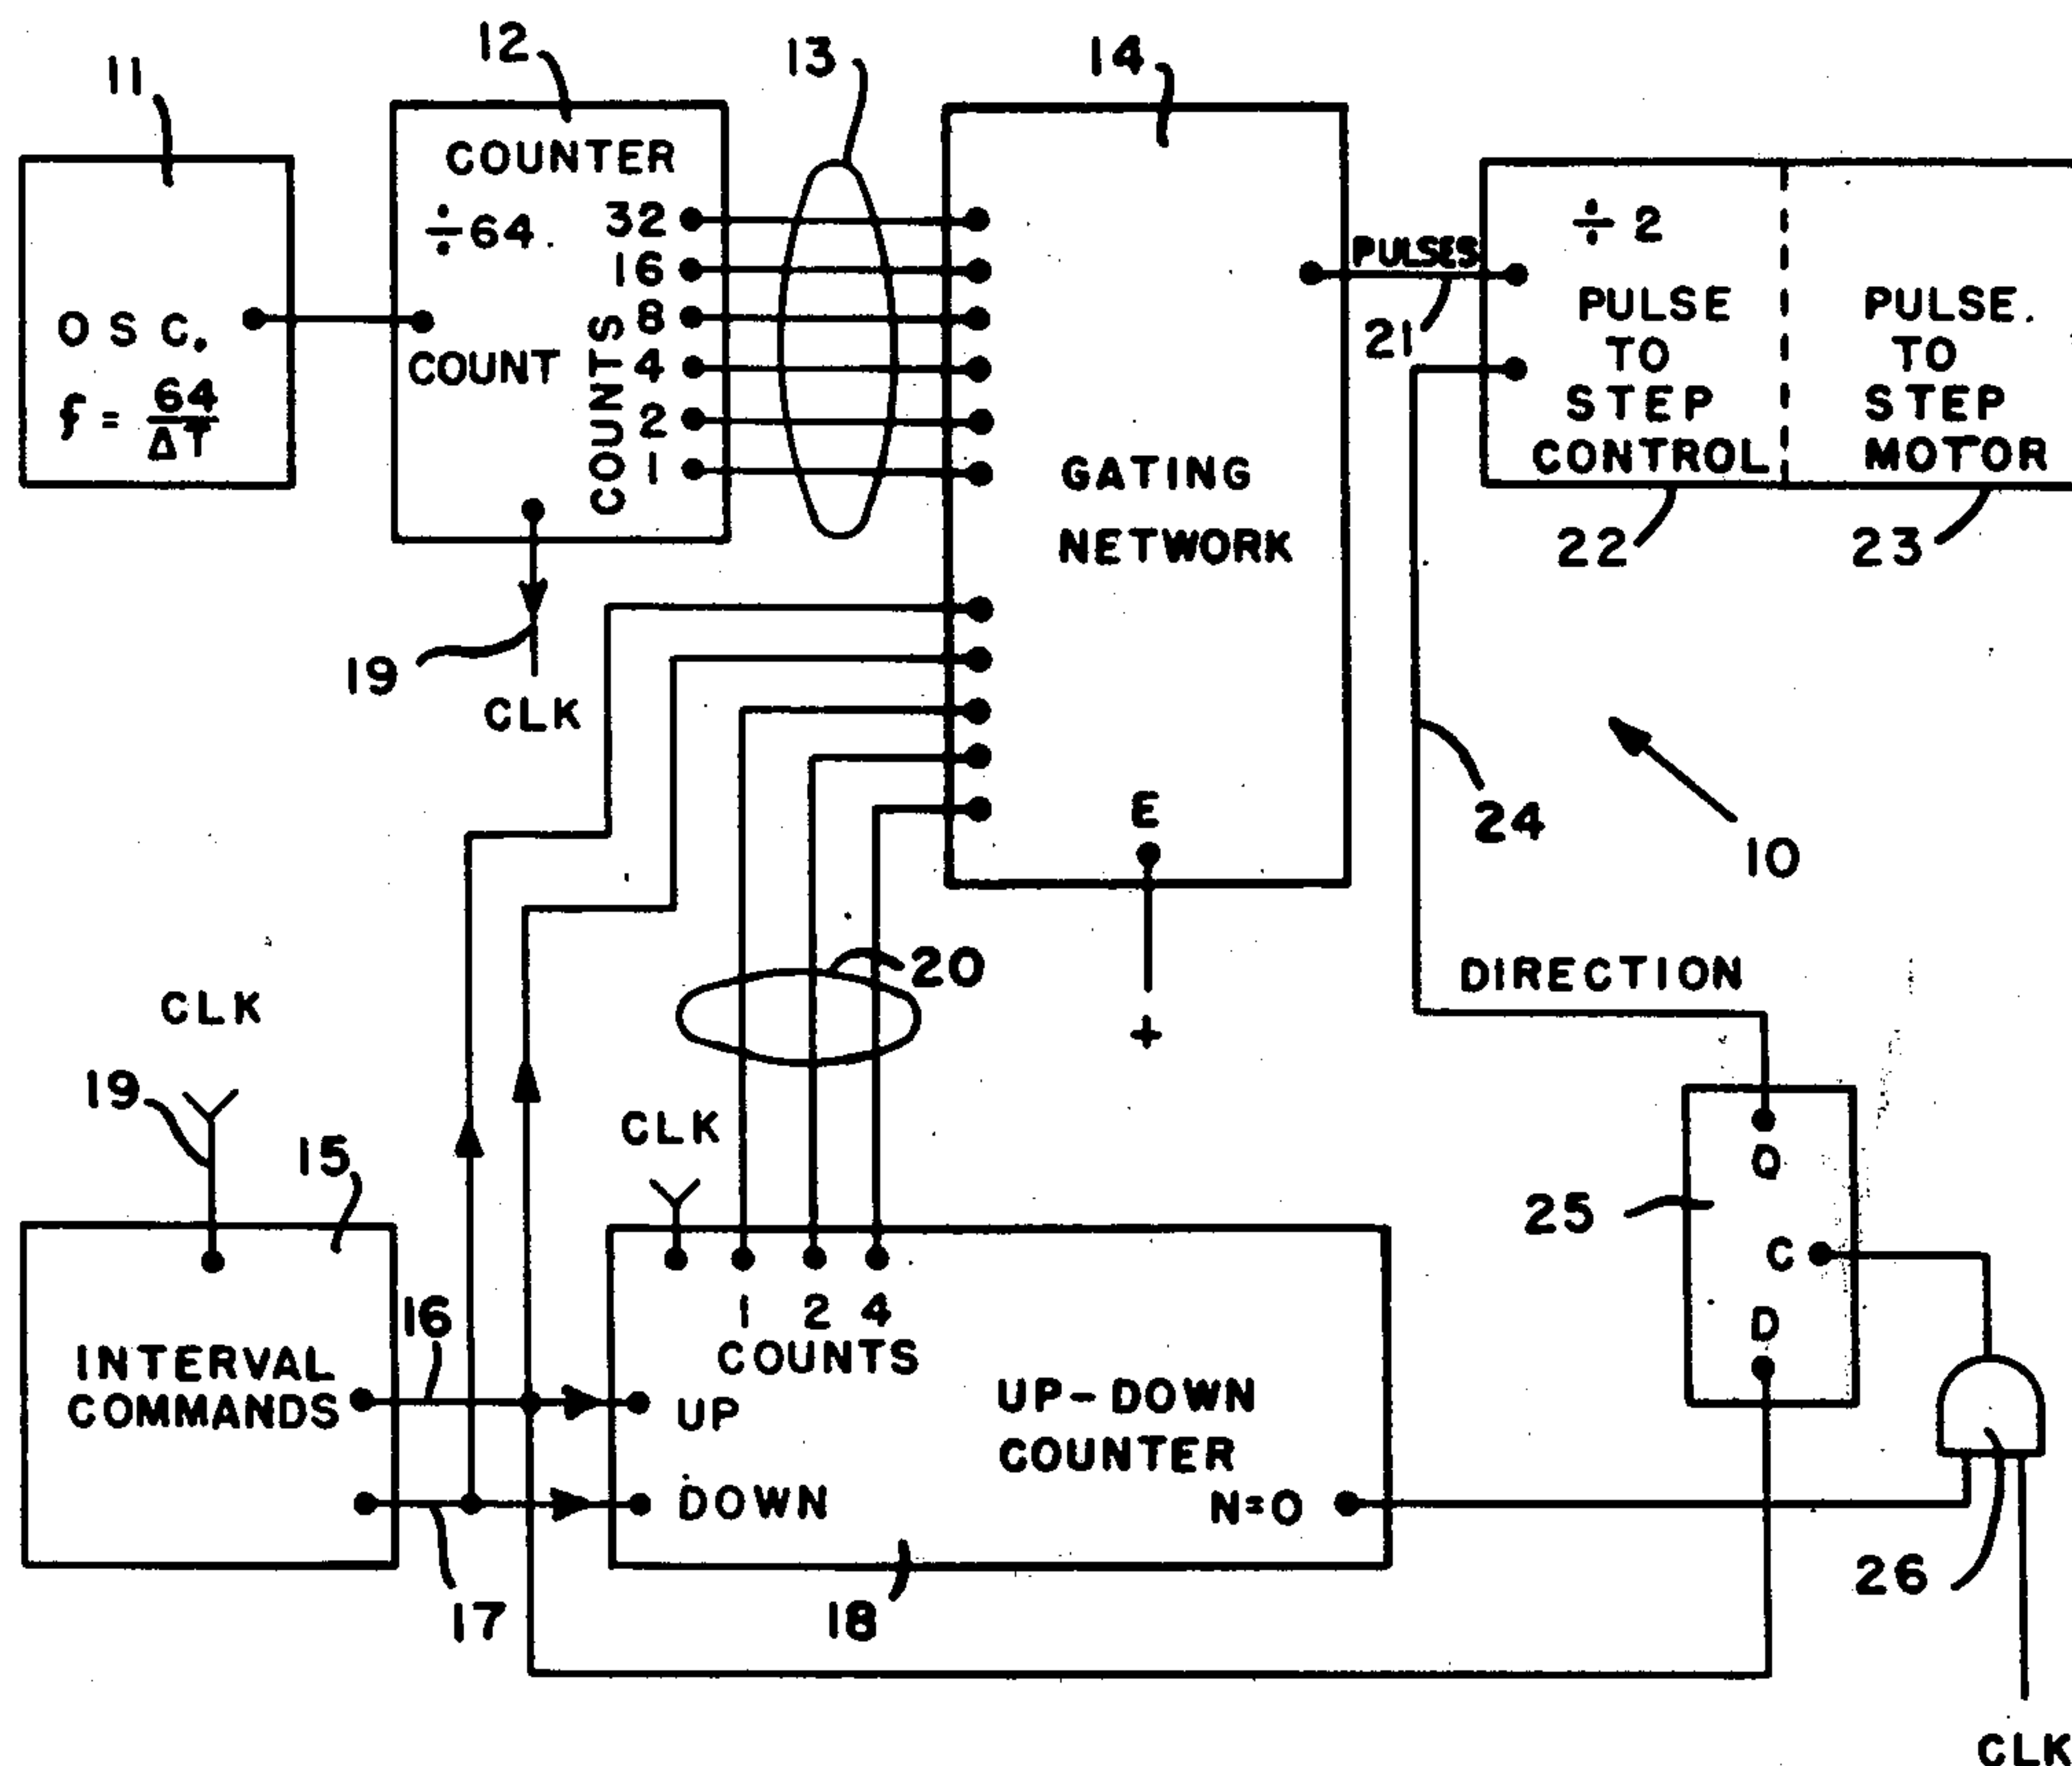 11
12
13
14
OSC.
f = 64/ΔT
COUNTER
÷64.
COUNT
COUNTS
32
16
8
4
2
1
GATING
NETWORK
E
+
PULSES
21
÷2
PULSE
TO
STEP
CONTROL
PULSE.
TO
STEP
MOTOR
22
23
19
CLK
24
10
20
DIRECTION
CLK
19
15
CLK
INTERVAL
COMMANDS
16
17
1 2 4
COUNTS
UP
DOWN
UP-DOWN
COUNTER
N=0
18
25
Q
C
D
26
CLK